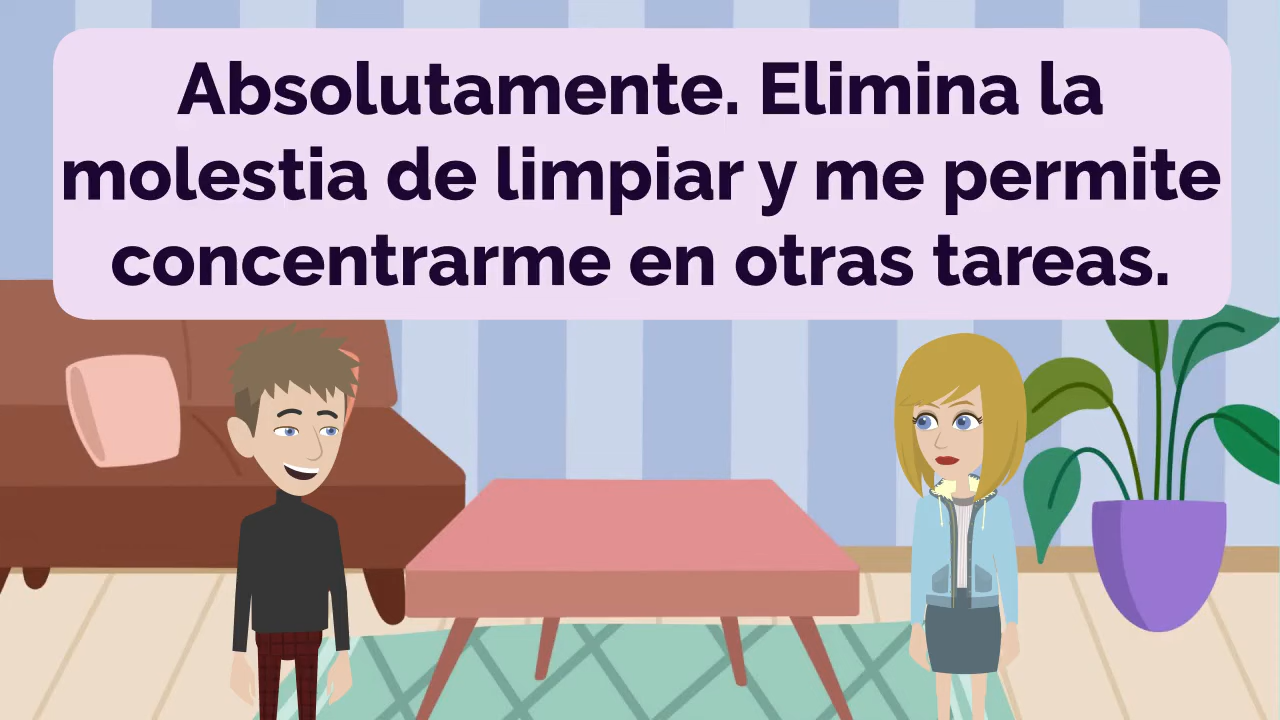 Absolutamente. Elimina la
molestia de limpiar y me permite
concentrarme en otras tareas.